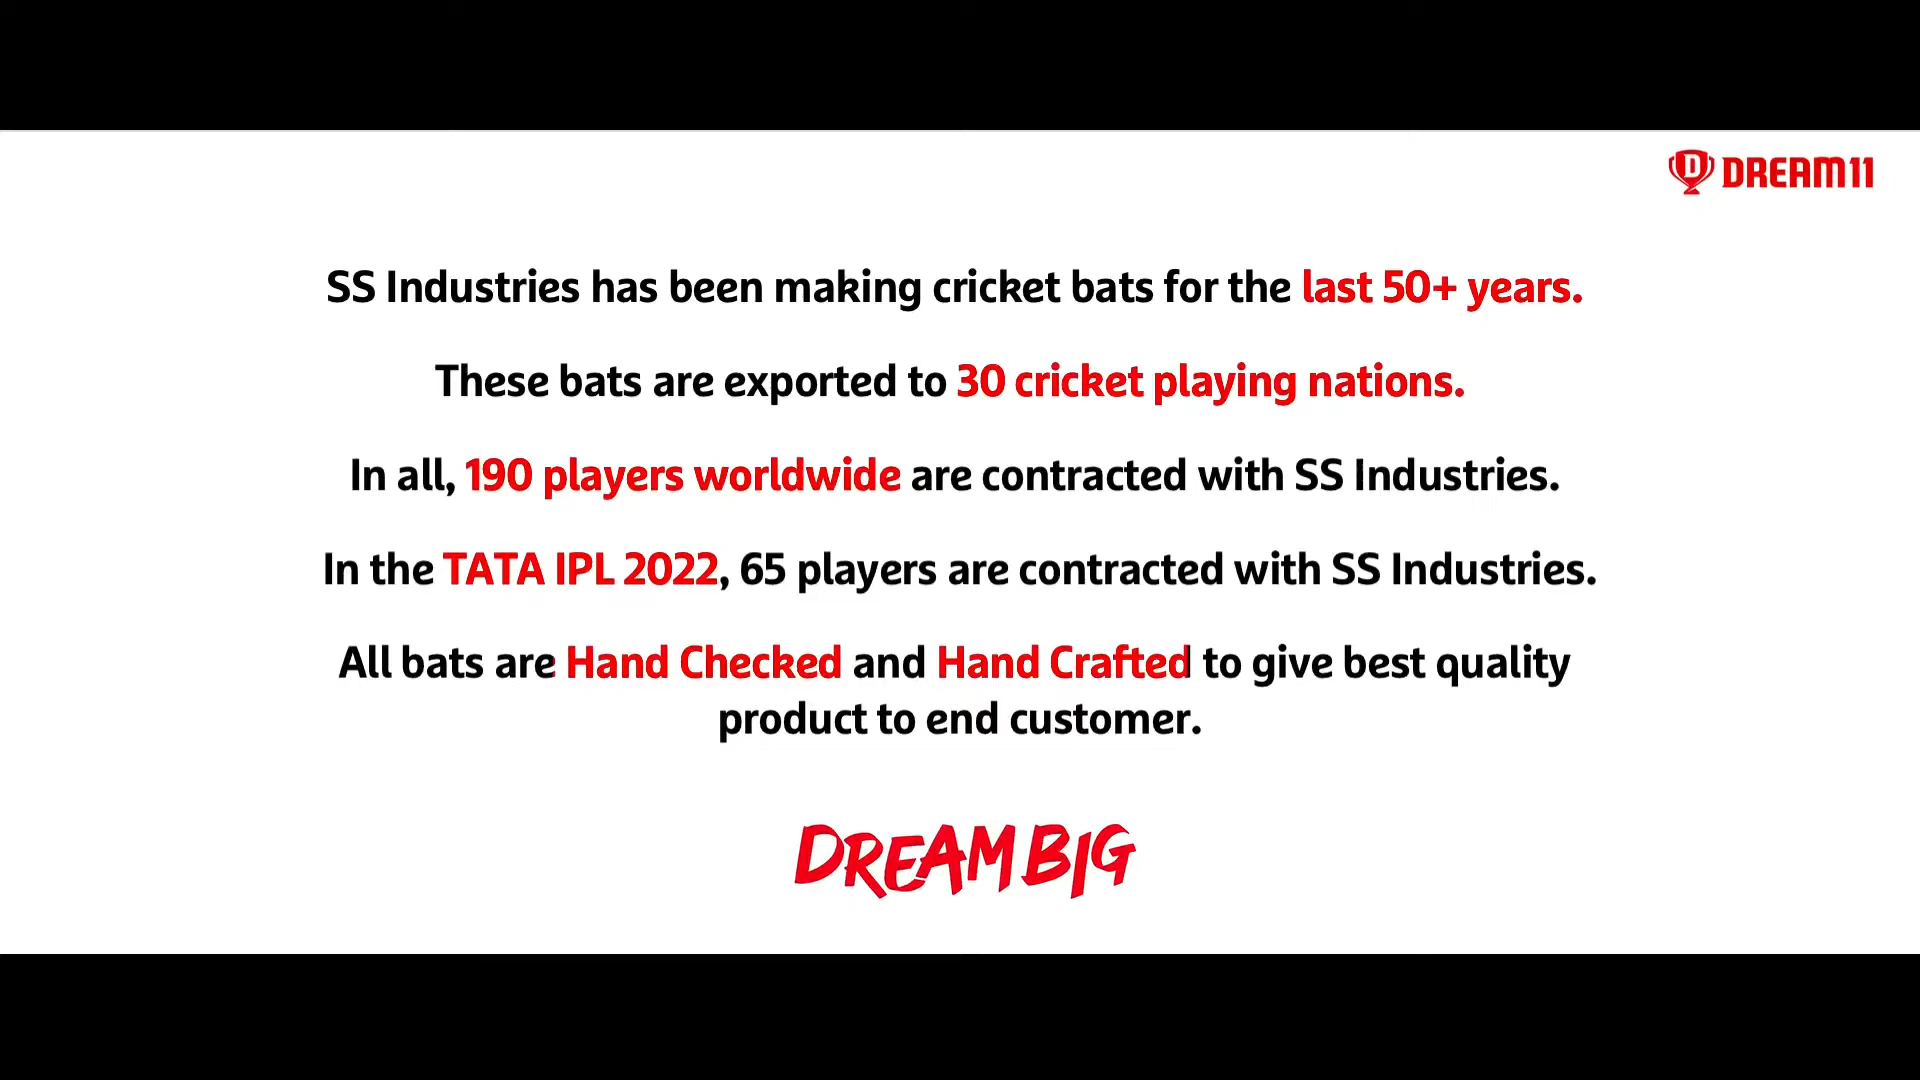 DREAM11
SS Industries has been making cricket bats for the last 50+ years.
These bats are exported to 30 cricket playing nations.
In all, 190 players worldwide are contracted with SS Industries.
In the TATA IPL 2022, 65 players are contracted with SS Industries.
All bats are Hand Checked and Hand Crafted to give best quality
product to end customer.
DREAM BIG